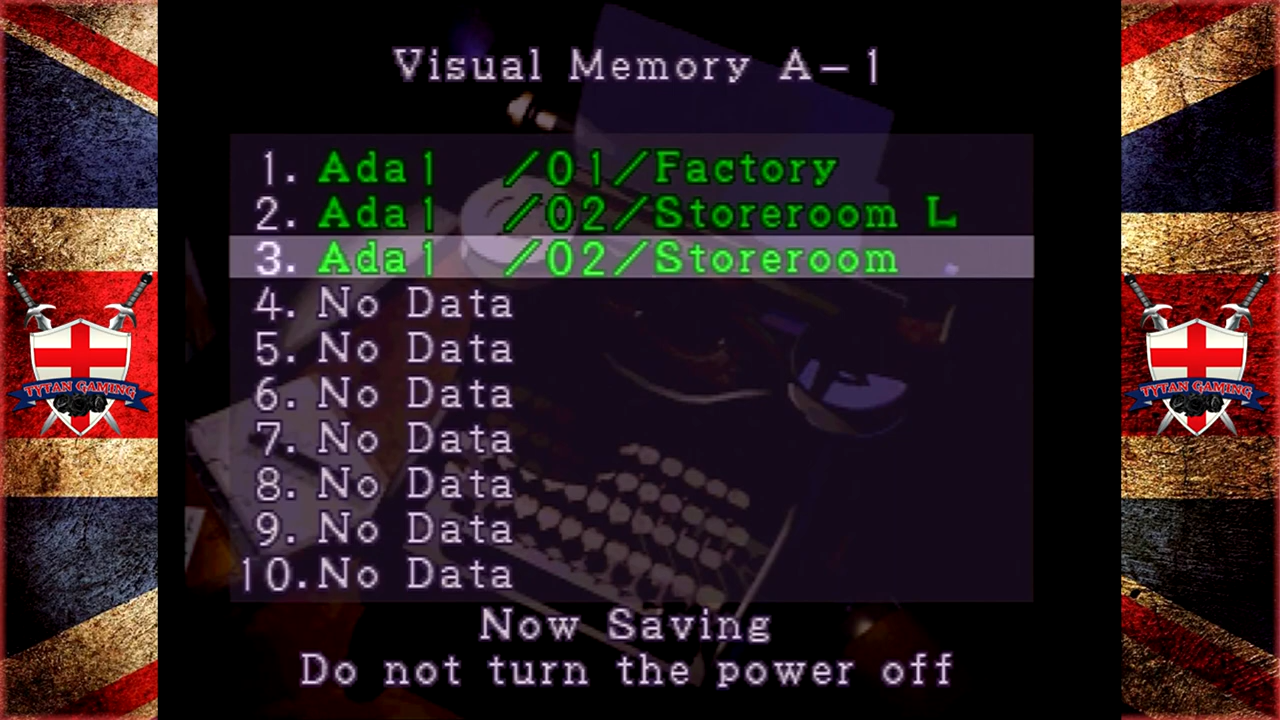 Visual Memory A-1
1. Ada1 /01/Factory
2. Ada1 /02/Storeroom L
3. Ada1 /02/Storeroom
4. No Data
5. No Data
6. No Data
7. No Data
8. No Data
9. No Data
10. No Data
Now Saving
Do not turn the power off
TYTAN GAMING
TYTAN GAMING